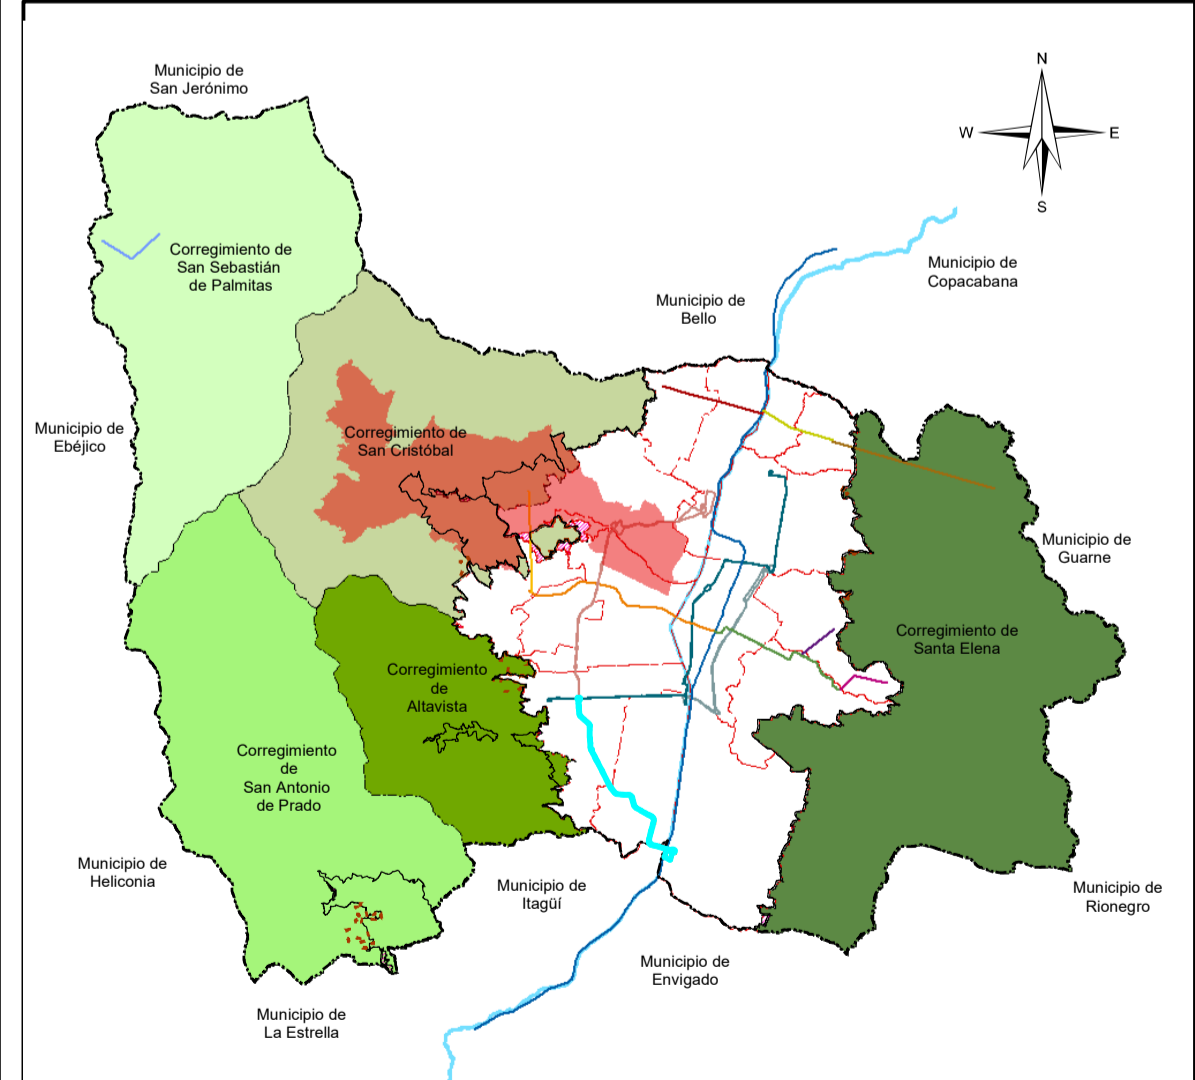 N
Municipio de
San Jerónimo
W
E
S
Corregimiento de
San Sebastián
de Palmitas
Municipio de
Copacabana
Municipio de
Bello
Municipio de
Ebéjico
Corregimiento de
San Cristóbal
Municipio de
Guarne
Corregimiento de
Santa Elena
Corregimiento
de
Altavista
Corregimiento
de
San Antonio
de Prado
Municipio de
Heliconia
Municipio de
Itagüí
Municipio de
Rionegro
Municipio de
Envigado
Municipio de
La Estrella